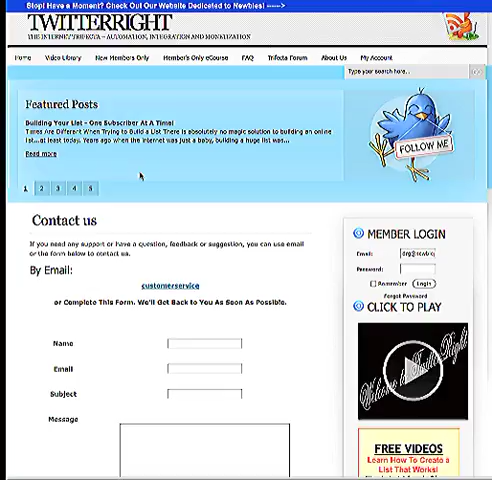 Stop! Have a Moment? Check Out Our Website Dedicated to Newbies! ----->
TWITTERRIGHT
THE INTERNET TRIFECTA – AUTOMATION, INTEGRATION AND MONETIZATION
Home Video Library New Members Only Member's Only eCourse FAQ Trifecta Forum About Us My Account
Type your search here...
Featured Posts
Building Your List – One Subscriber At A Time!
Times Are Different When Trying to Build a List There is absolutely no magic solution to building an online
list...at least today. Years ago when the internet was just a baby, building a huge list was...
Read more
FOLLOW ME
1 2 3 4 5
Contact us
If you need any support or have a question, feedback or suggestion, you can use email
or the form below to contact us.
By Email:
customerservice
or Complete This Form. We'll Get Back to You As Soon As Possible.
Name
Email
Subject
Message
MEMBER LOGIN
Email:
Password:
Remember Login
Forgot Password
CLICK TO PLAY
Welcome to TwitterRight
FREE VIDEOS
Learn How To Create a
List That Works!